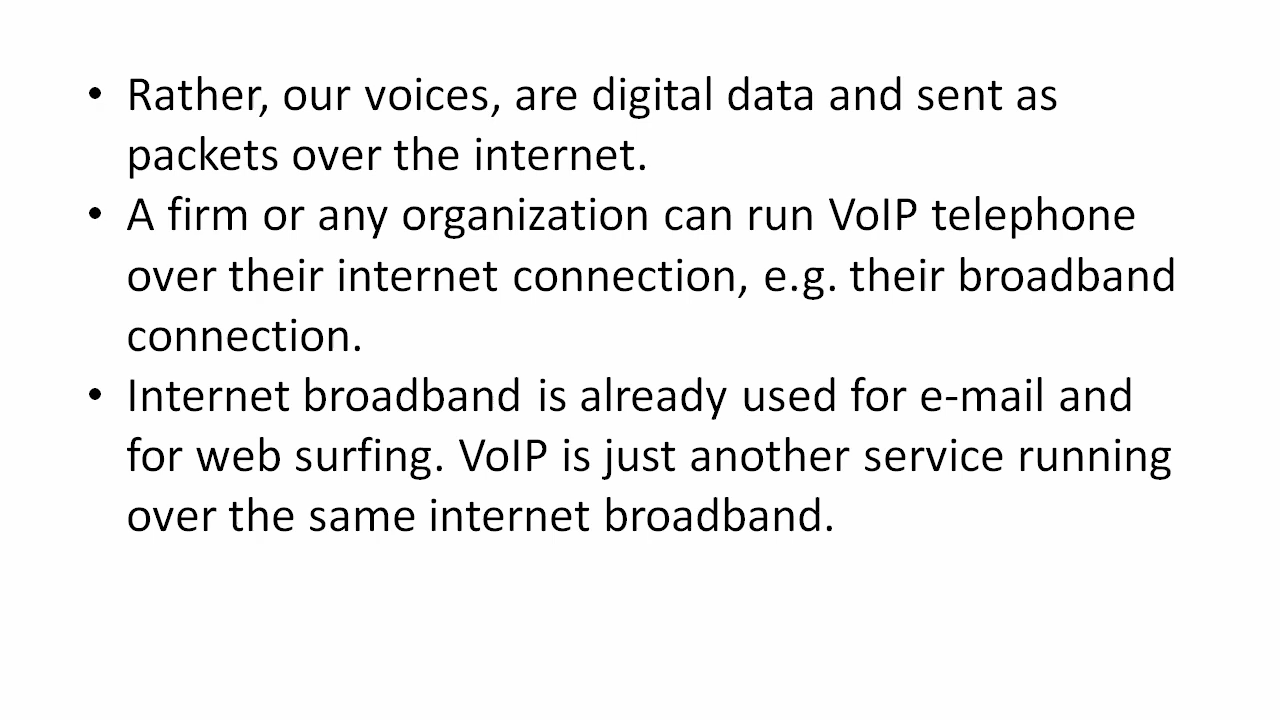 • Rather, our voices, are digital data and sent as
packets over the internet.
• A firm or any organization can run VoIP telephone
over their internet connection, e.g. their broadband
connection.
• Internet broadband is already used for e-mail and
for web surfing. VoIP is just another service running
over the same internet broadband.